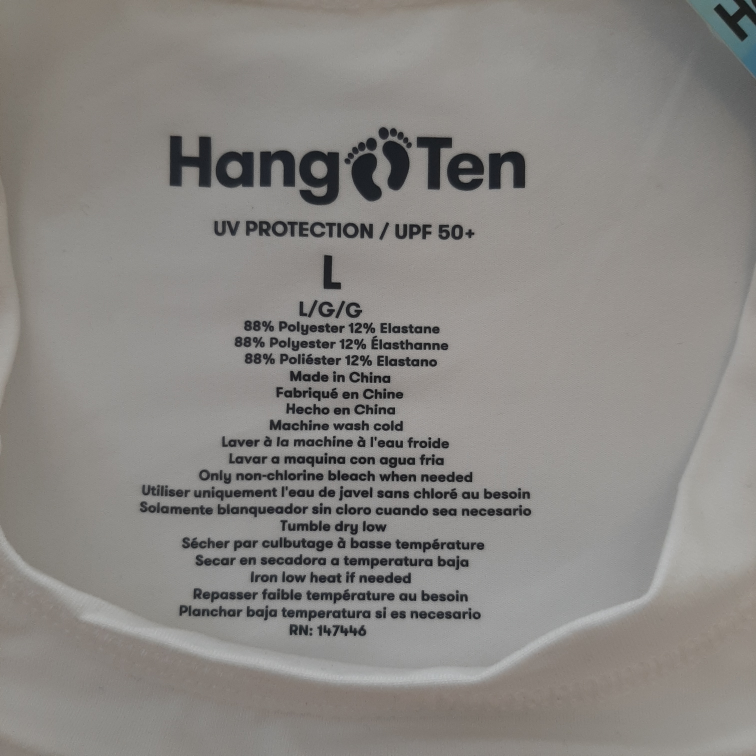 Hang Ten
UV PROTECTION / UPF 50+
L
L/G/G
88% Polyester 12% Elastane
88% Polyester 12% Élasthanne
88% Poliéster 12% Elastano
Made in China
Fabriqué en Chine
Hecho en China
Machine wash cold
Laver à la machine à l'eau froide
Lavar a maquina con agua fria
Only non-chlorine bleach when needed
Utiliser uniquement l'eau de javel sans chloré au besoin
Solamente blanqueador sin cloro cuando sea necesario
Tumble dry low
Sécher par culbutage à basse température
Secar en secadora a temperatura baja
Iron low heat if needed
Repasser faible température au besoin
Planchar baja temperatura si es necesario
RN: 147446